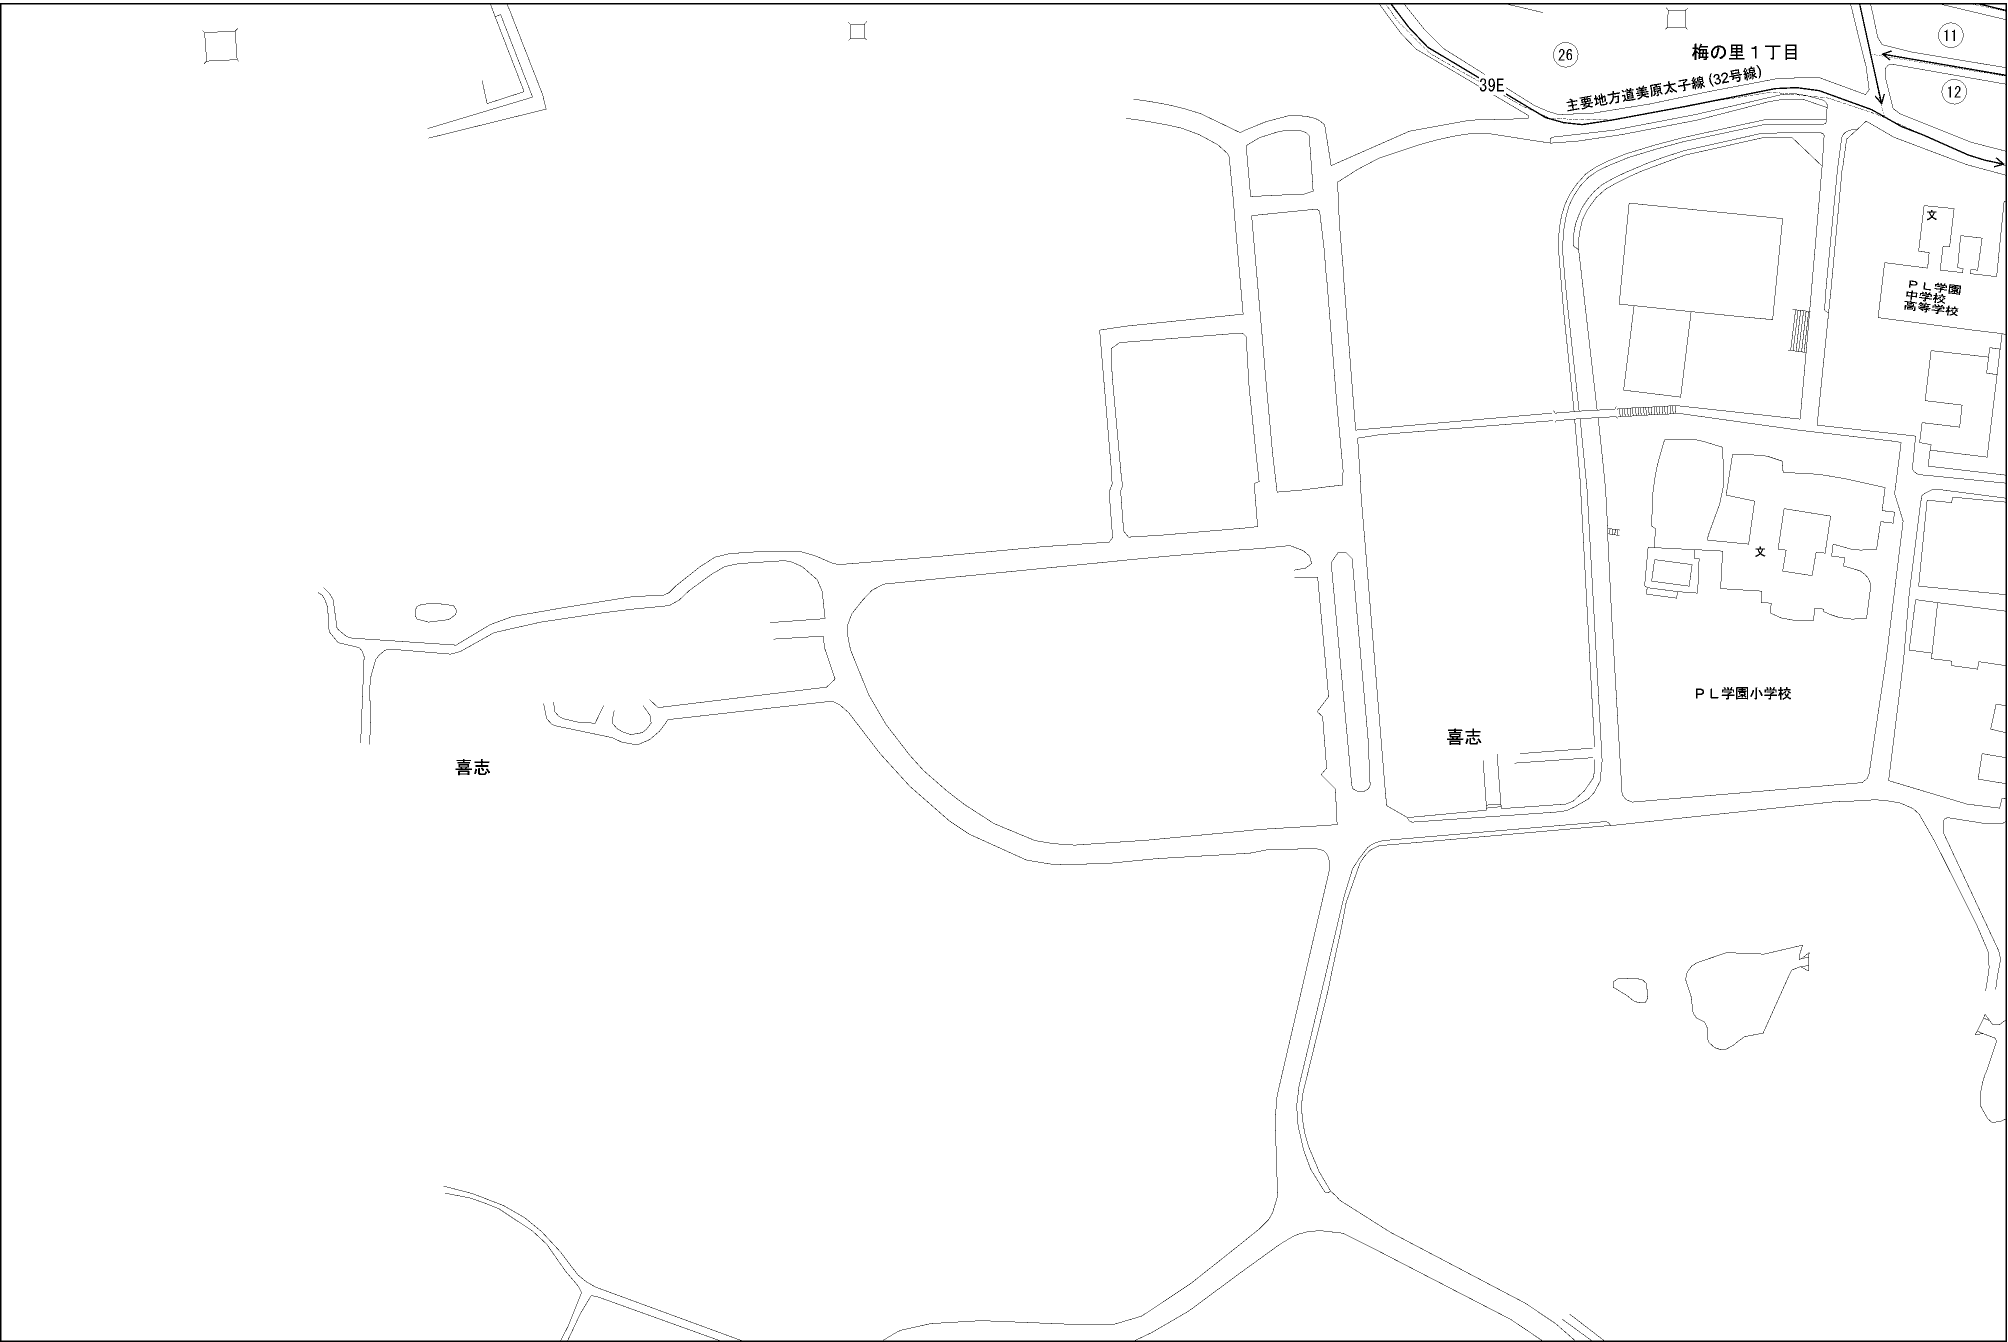 11
梅の里１丁目
26
39E
主要地方道美原太子線(32号線)
12
文
ＰＬ学園
中学校
高等学校
文
ＰＬ学園小学校
喜志
喜志